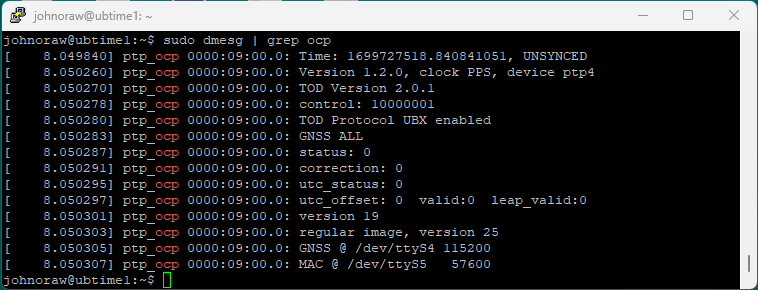 johnoraw@ubtime1: ~
johnoraw@ubtime1:~$ sudo dmesg | grep ocp
[    8.049840] ptp_ocp 0000:09:00.0: Time: 1699727518.840841051, UNSYNCED
[    8.050260] ptp_ocp 0000:09:00.0: Version 1.2.0, clock PPS, device ptp4
[    8.050270] ptp_ocp 0000:09:00.0: TOD Version 2.0.1
[    8.050278] ptp_ocp 0000:09:00.0: control: 10000001
[    8.050280] ptp_ocp 0000:09:00.0: TOD Protocol UBX enabled
[    8.050283] ptp_ocp 0000:09:00.0: GNSS ALL
[    8.050287] ptp_ocp 0000:09:00.0: status: 0
[    8.050291] ptp_ocp 0000:09:00.0: correction: 0
[    8.050295] ptp_ocp 0000:09:00.0: utc_status: 0
[    8.050297] ptp_ocp 0000:09:00.0: utc_offset: 0  valid:0  leap_valid:0
[    8.050301] ptp_ocp 0000:09:00.0: version 19
[    8.050303] ptp_ocp 0000:09:00.0: regular image, version 25
[    8.050305] ptp_ocp 0000:09:00.0: GNSS @ /dev/ttyS4 115200
[    8.050307] ptp_ocp 0000:09:00.0: MAC @ /dev/ttyS5   57600
johnoraw@ubtime1:~$